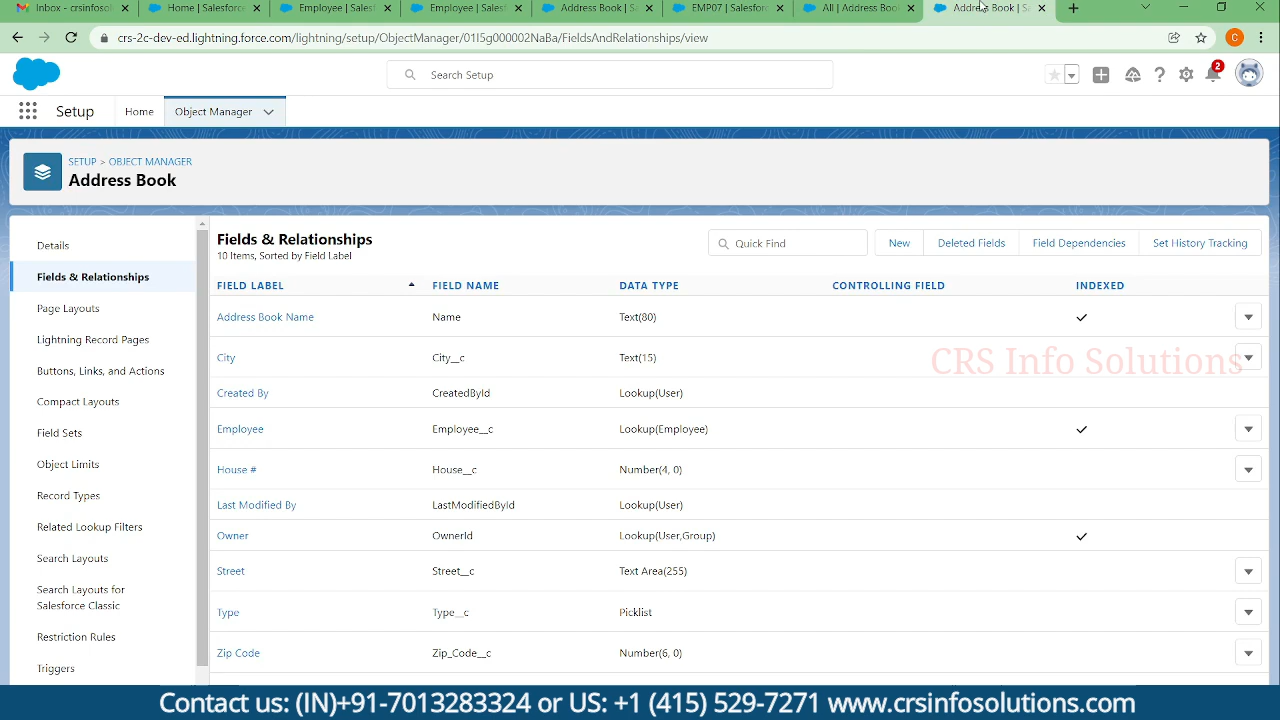 Inbox - crsinfosol
Home | Salesforce
Employee | Salesf
Employee | Salesf
Address Book | Sa
EMP07 | Salesforc
All | Address Book
Address Book | Sa
crs-2c-dev-ed.lightning.force.com/lightning/setup/ObjectManager/01I5g000002NaBa/FieldsAndRelationships/view
C
Search Setup
2
Setup
Home
Object Manager
SETUP > OBJECT MANAGER
Address Book
Details
Fields & Relationships
Page Layouts
Lightning Record Pages
Buttons, Links, and Actions
Compact Layouts
Field Sets
Object Limits
Record Types
Related Lookup Filters
Search Layouts
Search Layouts for
Salesforce Classic
Restriction Rules
Triggers
Fields & Relationships
10 Items, Sorted by Field Label
Quick Find
New
Deleted Fields
Field Dependencies
Set History Tracking
FIELD LABEL FIELD NAME DATA TYPE CONTROLLING FIELD INDEXED
Address Book Name Name Text(80)
City City__c Text(15)
CRS Info Solutions
Created By CreatedById Lookup(User)
Employee Employee__c Lookup(Employee)
House # House__c Number(4, 0)
Last Modified By LastModifiedById Lookup(User)
Owner OwnerId Lookup(User,Group)
Street Street__c Text Area(255)
Type Type__c Picklist
Zip Code Zip_Code__c Number(6, 0)
Contact us: (IN)+91-7013283324 or US: +1 (415) 529-7271 www.crsinfosolutions.com